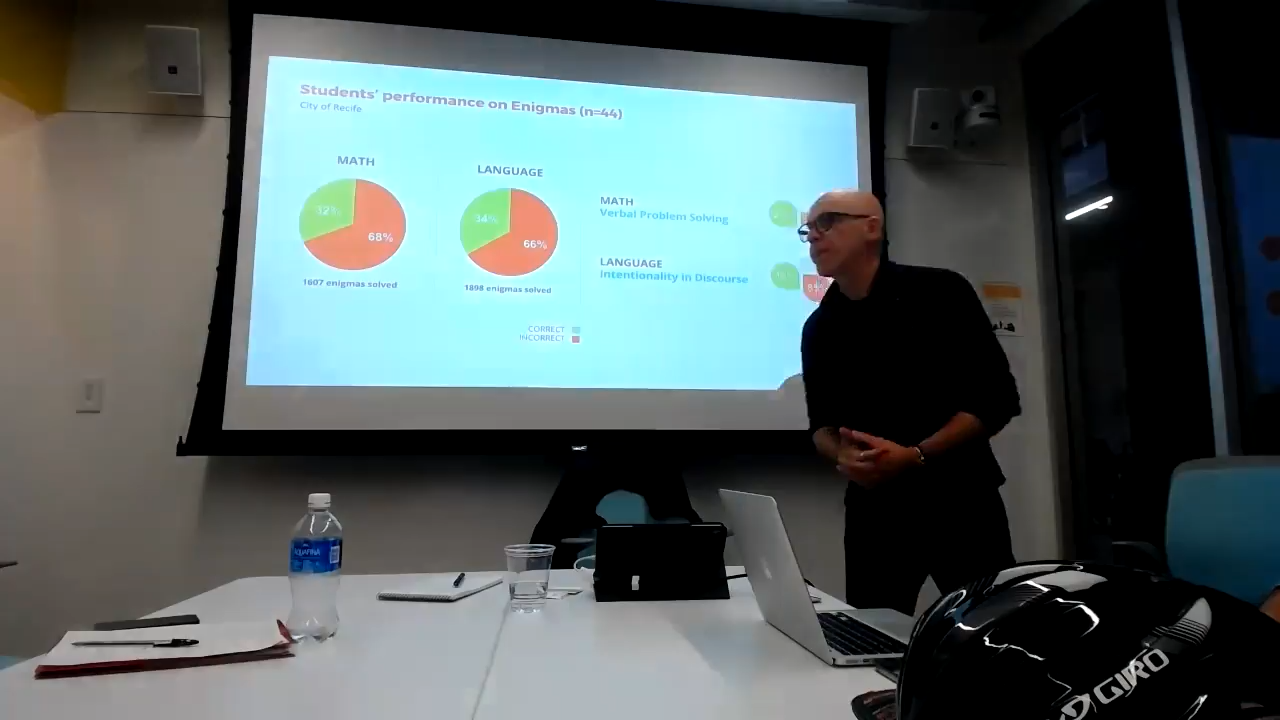 Students' performance on Enigmas (n=44)
City of Recife
MATH
32%
68%
1607 enigmas solved
LANGUAGE
34%
66%
1898 enigmas solved
MATH
Verbal Problem Solving
LANGUAGE
Intentionality in Discourse
CORRECT
INCORRECT
AQUAFINA
GIRO